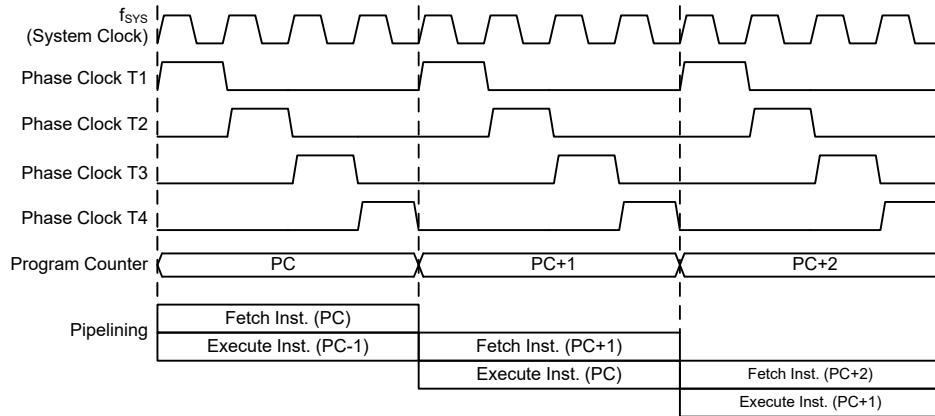 fSYS
(System Clock)
Phase Clock T1
Phase Clock T2
Phase Clock T3
Phase Clock T4
Program Counter
PC
PC+1
PC+2
Pipelining
Fetch Inst. (PC)
Execute Inst. (PC-1)
Fetch Inst. (PC+1)
Execute Inst. (PC)
Fetch Inst. (PC+2)
Execute Inst. (PC+1)